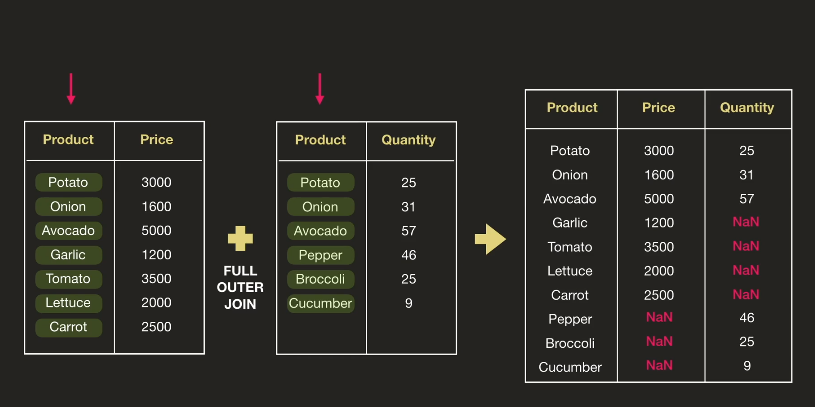 Product Price
Potato 3000
Onion 1600
Avocado 5000
Garlic 1200
Tomato 3500
Lettuce 2000
Carrot 2500
FULL
OUTER
JOIN
Product Quantity
Potato 25
Onion 31
Avocado 57
Pepper 46
Broccoli 25
Cucumber 9
Product Price Quantity
Potato 3000 25
Onion 1600 31
Avocado 5000 57
Garlic 1200 NaN
Tomato 3500 NaN
Lettuce 2000 NaN
Carrot 2500 NaN
Pepper NaN 46
Broccoli NaN 25
Cucumber NaN 9